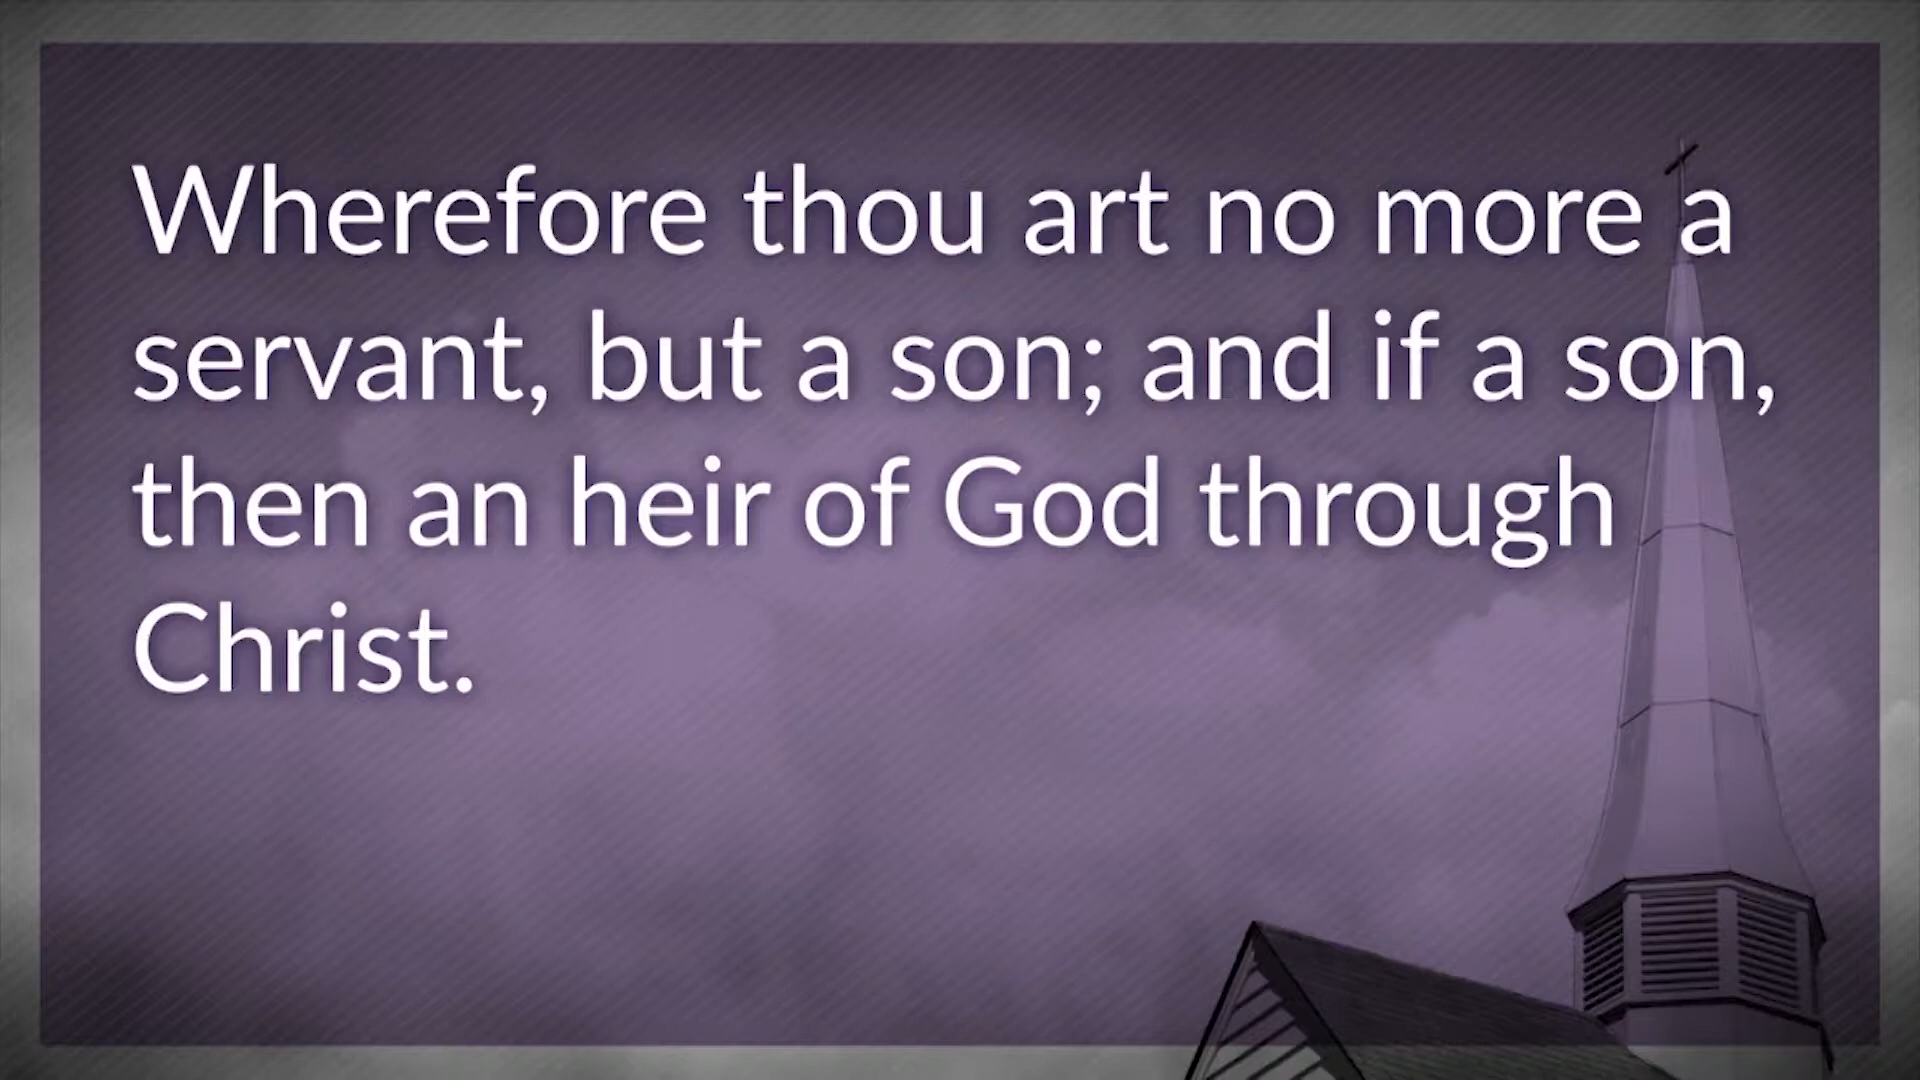 Wherefore thou art no more a
servant, but a son; and if a son,
then an heir of God through
Christ.